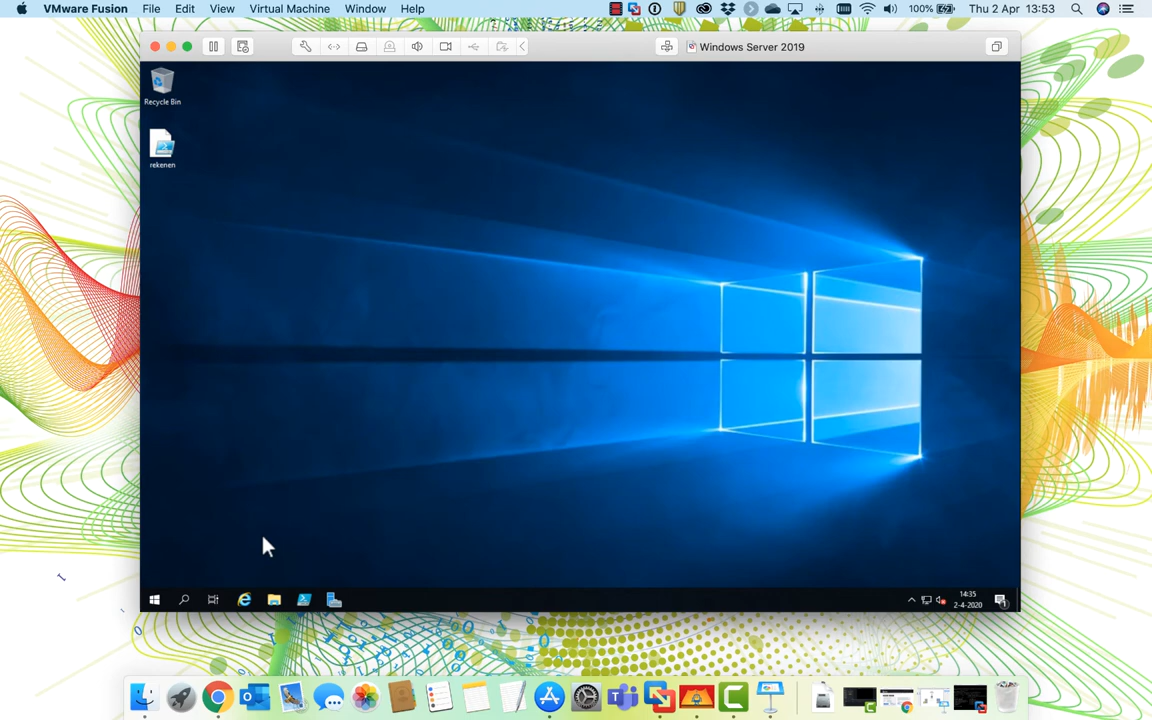 VMware Fusion File Edit View Virtual Machine Window Help 100% Thu 2 Apr 13:53
Windows Server 2019
Recycle Bin
rekenen
14:35
2-4-2020